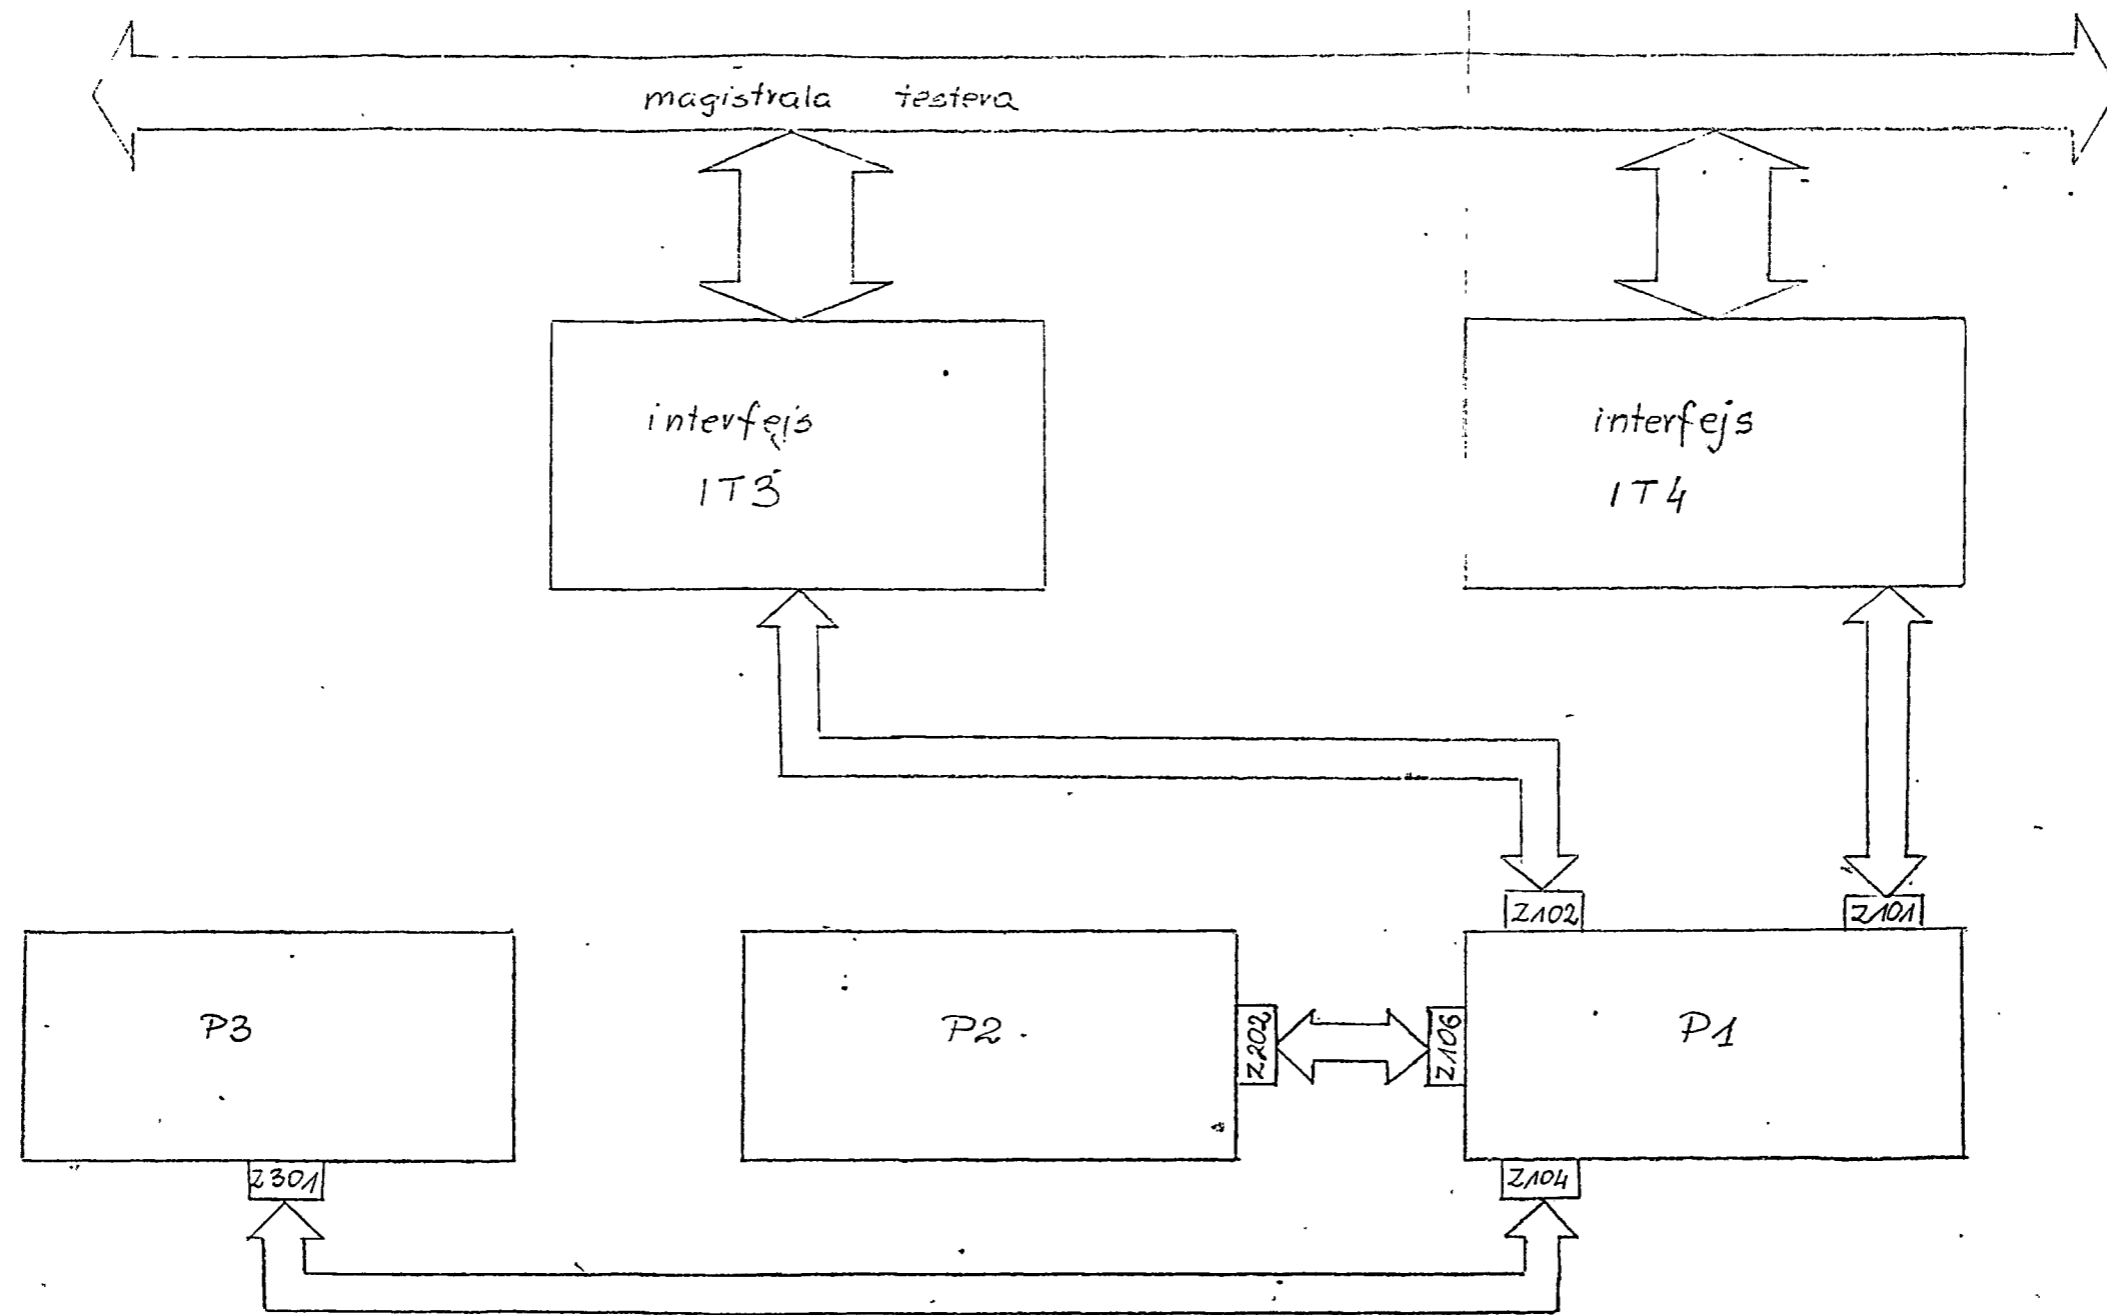 magistrala testera
interfejs
IT3
interfejs
IT4
Z102
Z101
P3
P2
Z202
Z106
P1
Z301
Z104